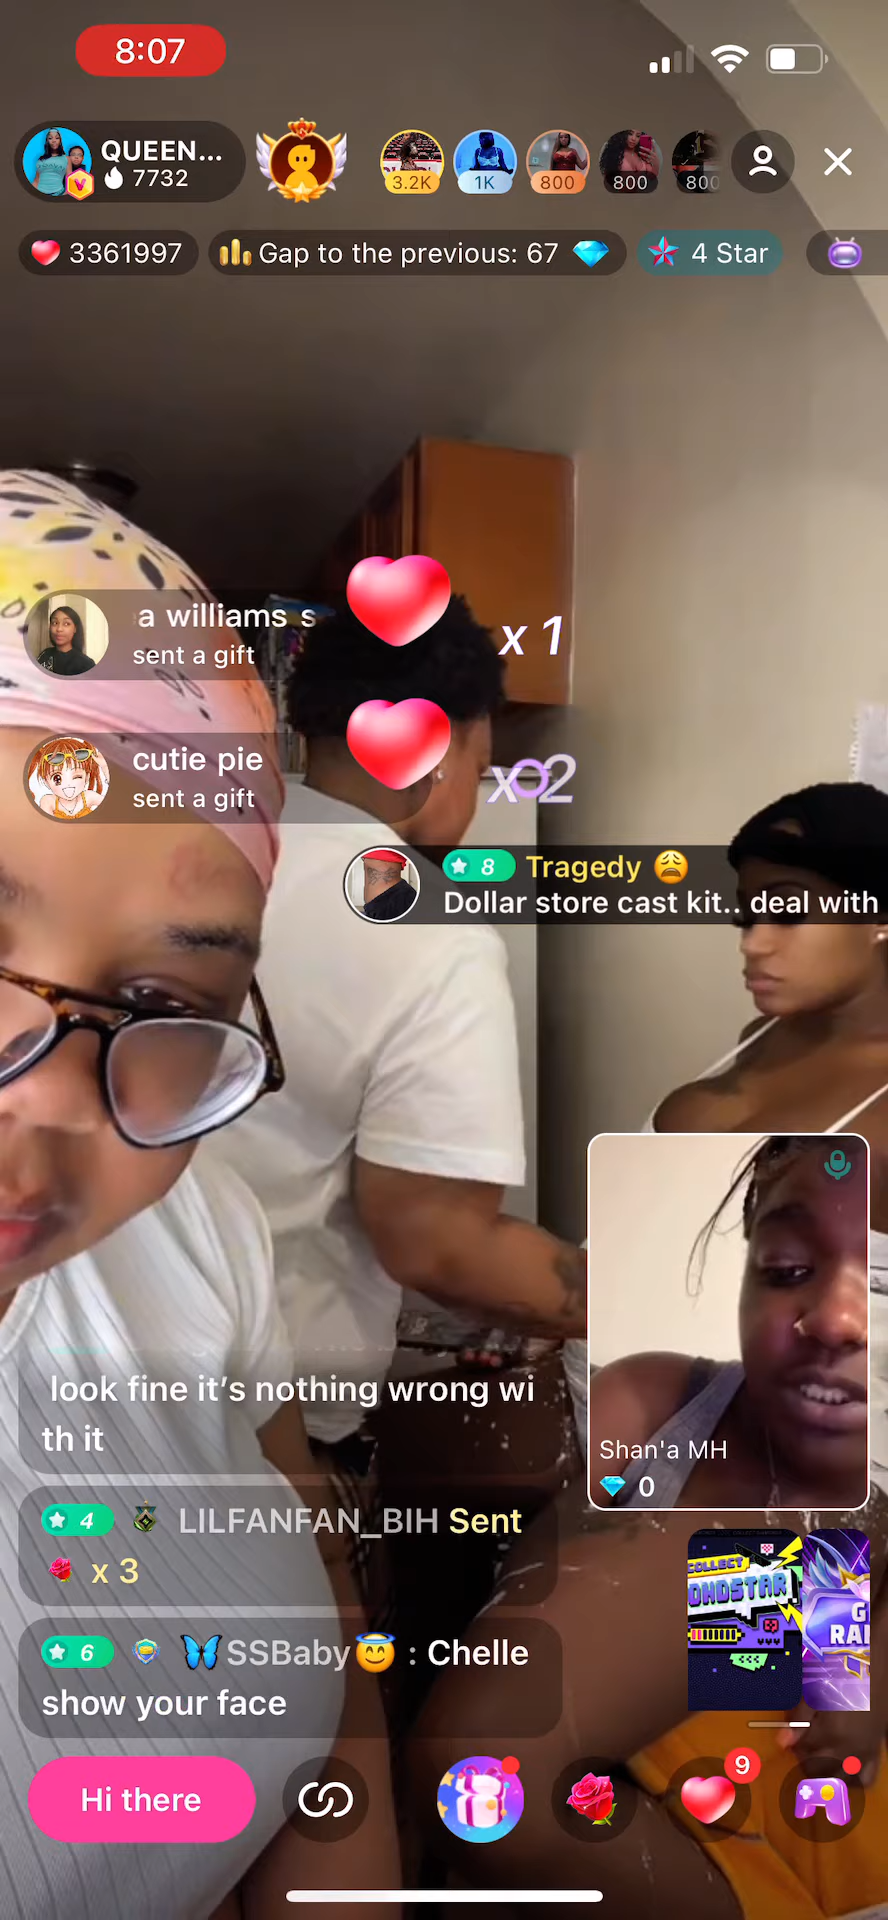 8:07
QUEEN...
7732
3.2K
1K
800
800
800
3361997
Gap to the previous: 67
4 Star
a williams s
sent a gift
x 1
cutie pie
sent a gift
x 2
8 Tragedy 😩
Dollar store cast kit.. deal with
look fine it's nothing wrong wi
th it
4 LILFANFAN_BIH Sent
🌹 x 3
6 🦋SSBaby😇 : Chelle
show your face
Shan'a MH
0
COLLECT
Hi there
9